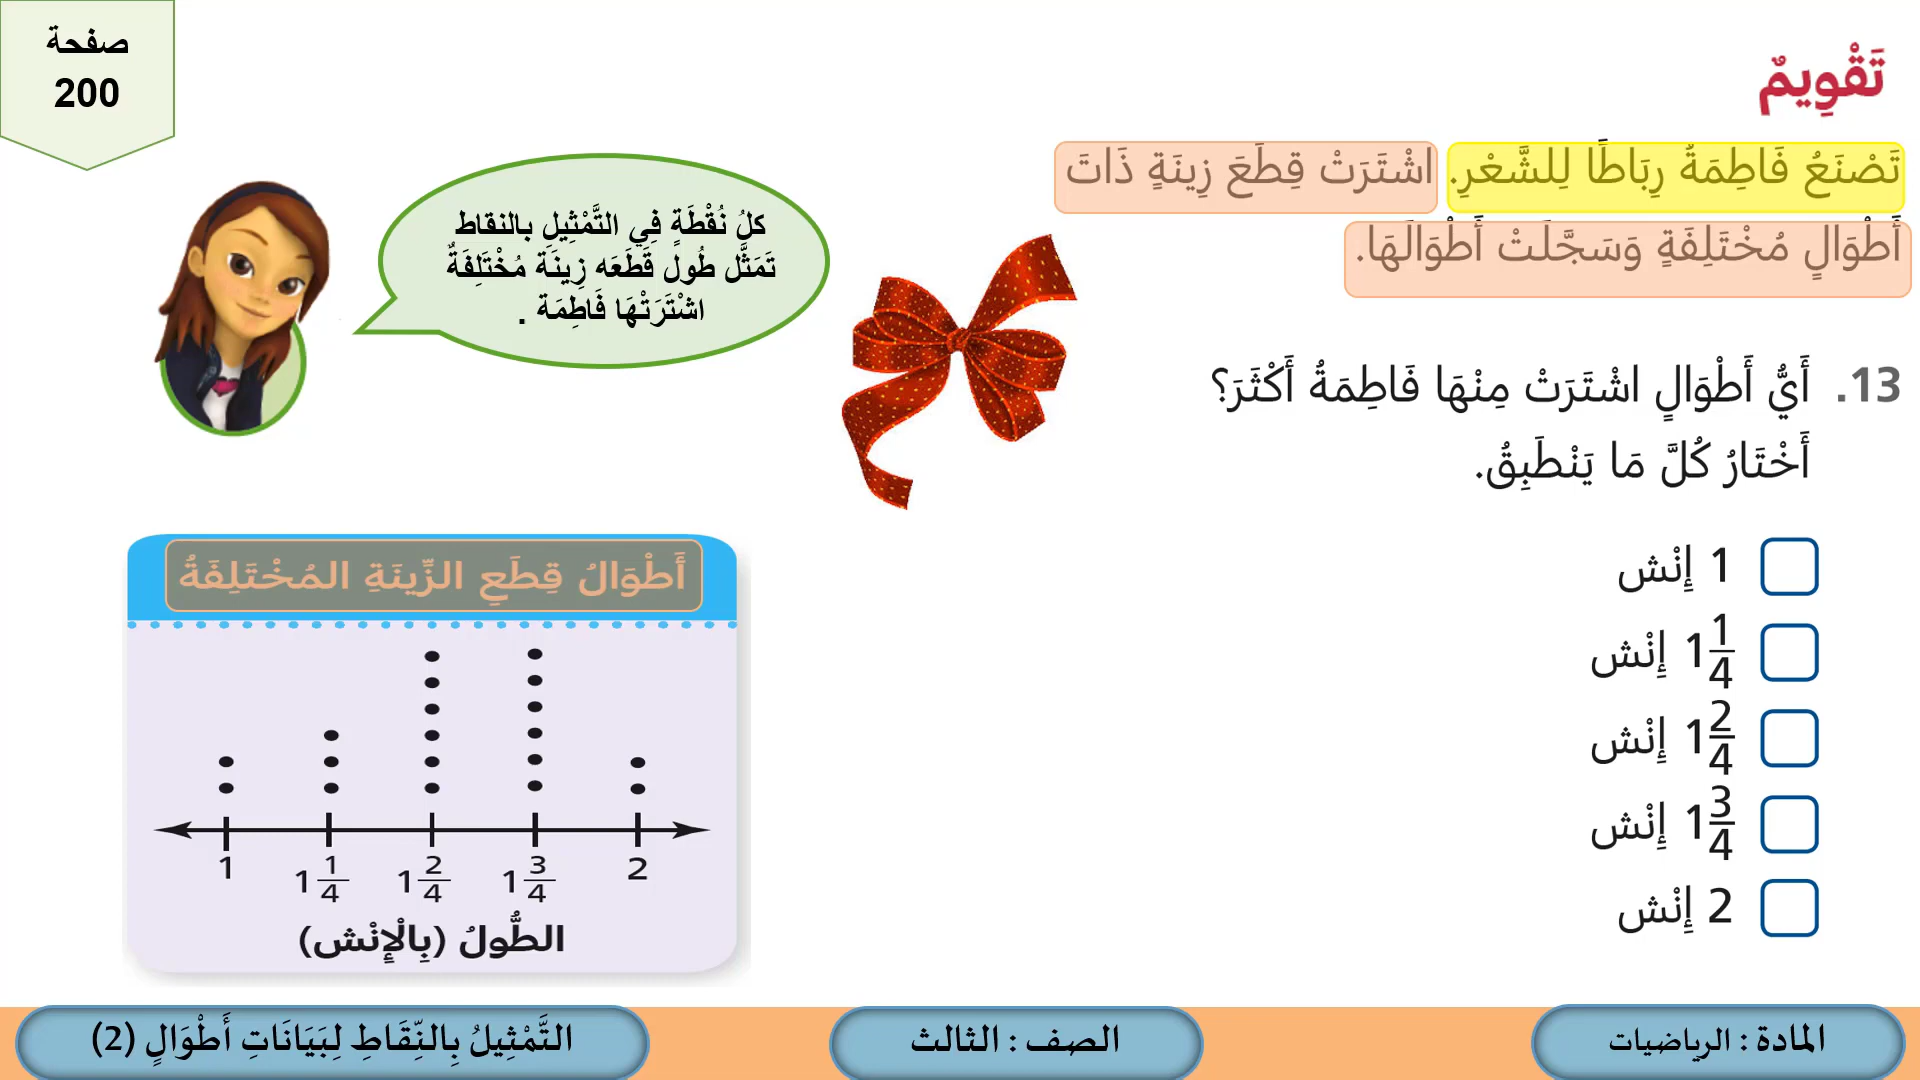 صفحة
200
تَقْوِيمٌ
تَصْنَعُ فَاطِمَةُ رِبَاطًا لِلشَّعْرِ. اشْتَرَتْ قِطَعَ زِينَةٍ ذَاتَ
أَطْوَالٍ مُخْتَلِفَةٍ وَسَجَّلَتْ أَطْوَالَهَا.
كلُ نُقْطَةٍ فِي التَّمْثِيلِ بالنقاط
تَمَثَّل طُول قَطَعَه زِينَة مُخْتَلِفَةٌ
اشْتَرَتْهَا فَاطِمَة .
13. أَيُّ أَطْوَالٍ اشْتَرَتْ مِنْهَا فَاطِمَةُ أَكْثَرَ؟
أَخْتَارُ كُلَّ مَا يَنْطَبِقُ.
1 إِنْش
1 1/4 إِنْش
1 2/4 إِنْش
1 3/4 إِنْش
2 إِنْش
أَطْوَالُ قِطَعِ الزِّينَةِ المُخْتَلِفَةُ
1 1 1/4 1 2/4 1 3/4 2
الطُّولُ (بِالْإِنْش)
المادة : الرياضيات
الصف : الثالث
التَّمْثِيلُ بِالنِّقَاطِ لِبَيَانَاتِ أَطْوَالٍ (2)